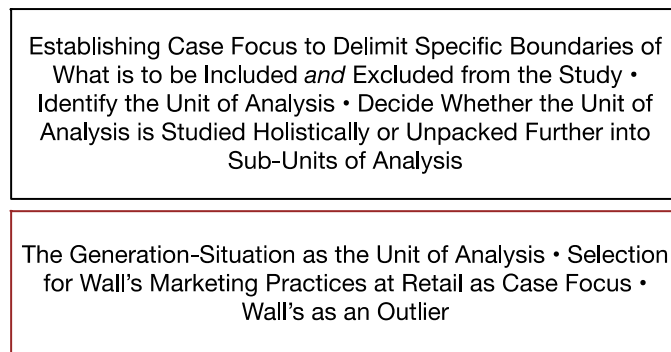 Establishing Case Focus to Delimit Specific Boundaries of
What is to be Included and Excluded from the Study •
Identify the Unit of Analysis • Decide Whether the Unit of
Analysis is Studied Holistically or Unpacked Further into
Sub-Units of Analysis
The Generation-Situation as the Unit of Analysis • Selection
for Wall's Marketing Practices at Retail as Case Focus •
Wall's as an Outlier